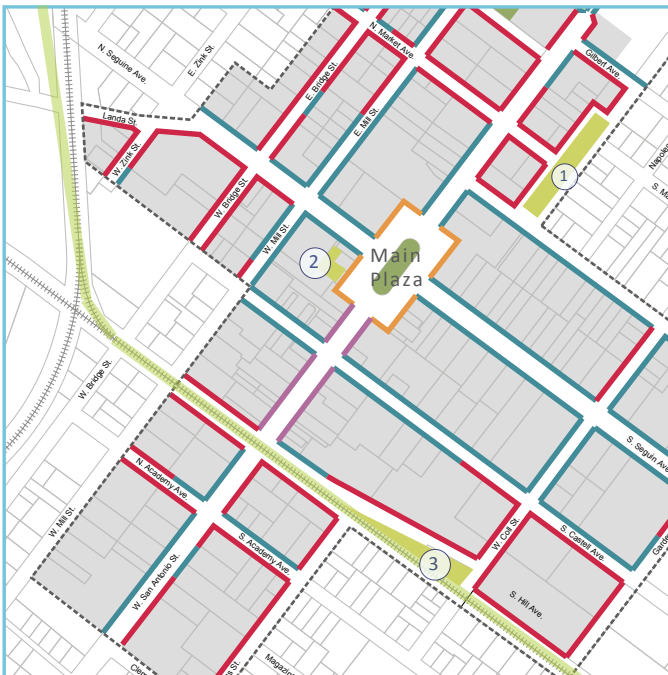 N. Market Ave.
Gilbert Ave.
N. Seguine Ave.
E. Zink St.
E. Bridge St.
E. Mill St.
Landa St.
W. Zink St.
1
W. Bridge St.
W. Mill St.
2
Main
Plaza
W. Bridge St.
S. Seguin Ave.
N. Academy Ave.
W. Mill St.
S. Academy Ave.
W. Coll St.
S. Castell Ave.
3
W. San Antonio St.
S. Hill Ave.